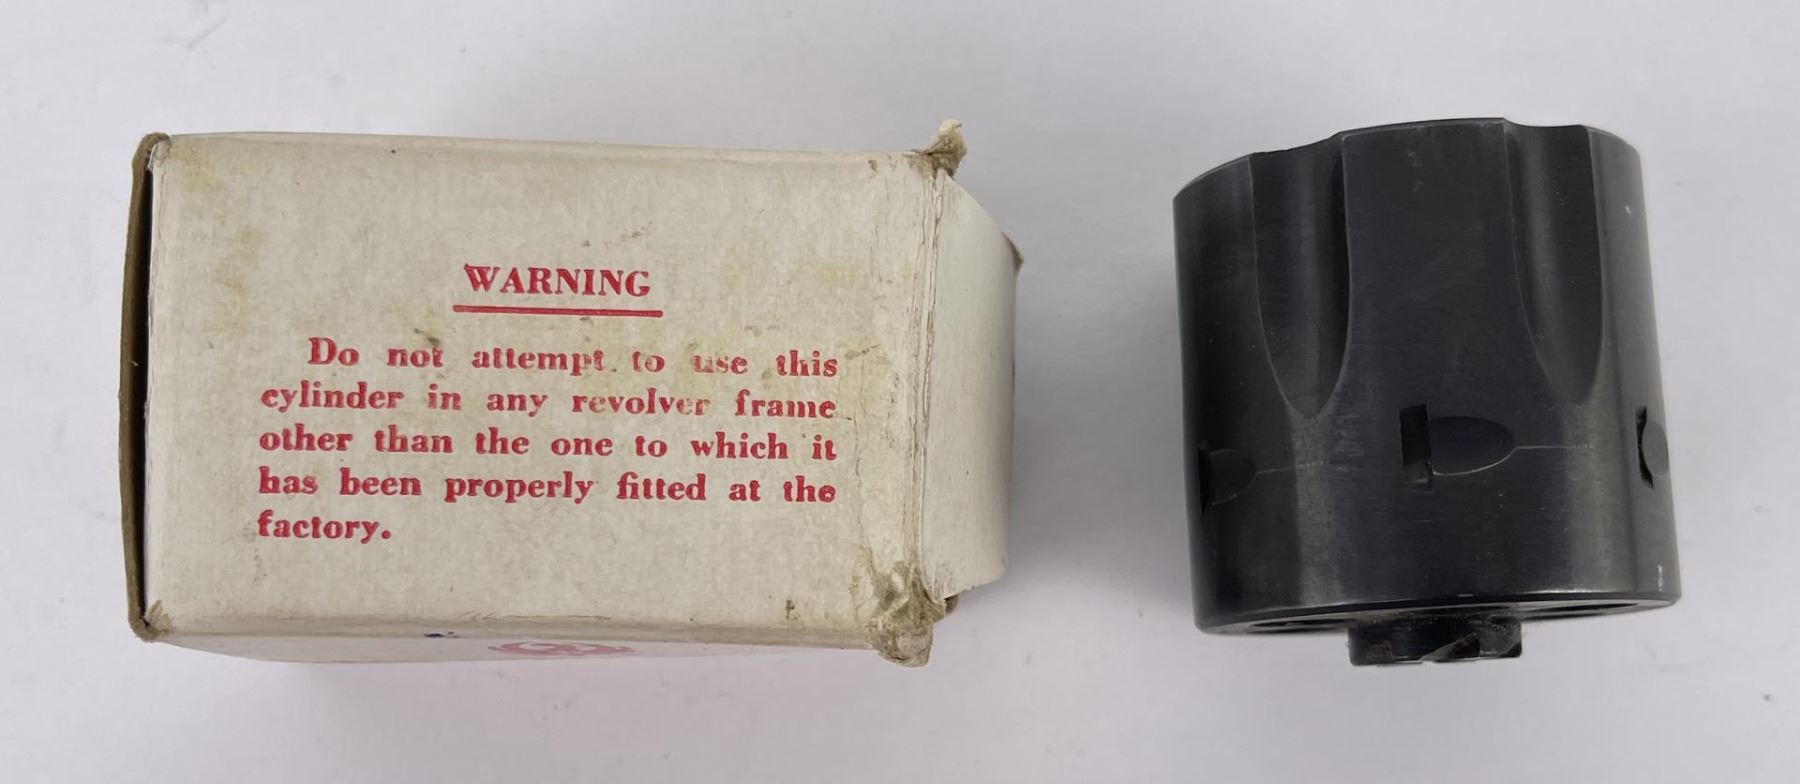 WARNING
Do not attempt to use this
cylinder in any revolver frame
other than the one to which it
has been properly fitted at the
factory.